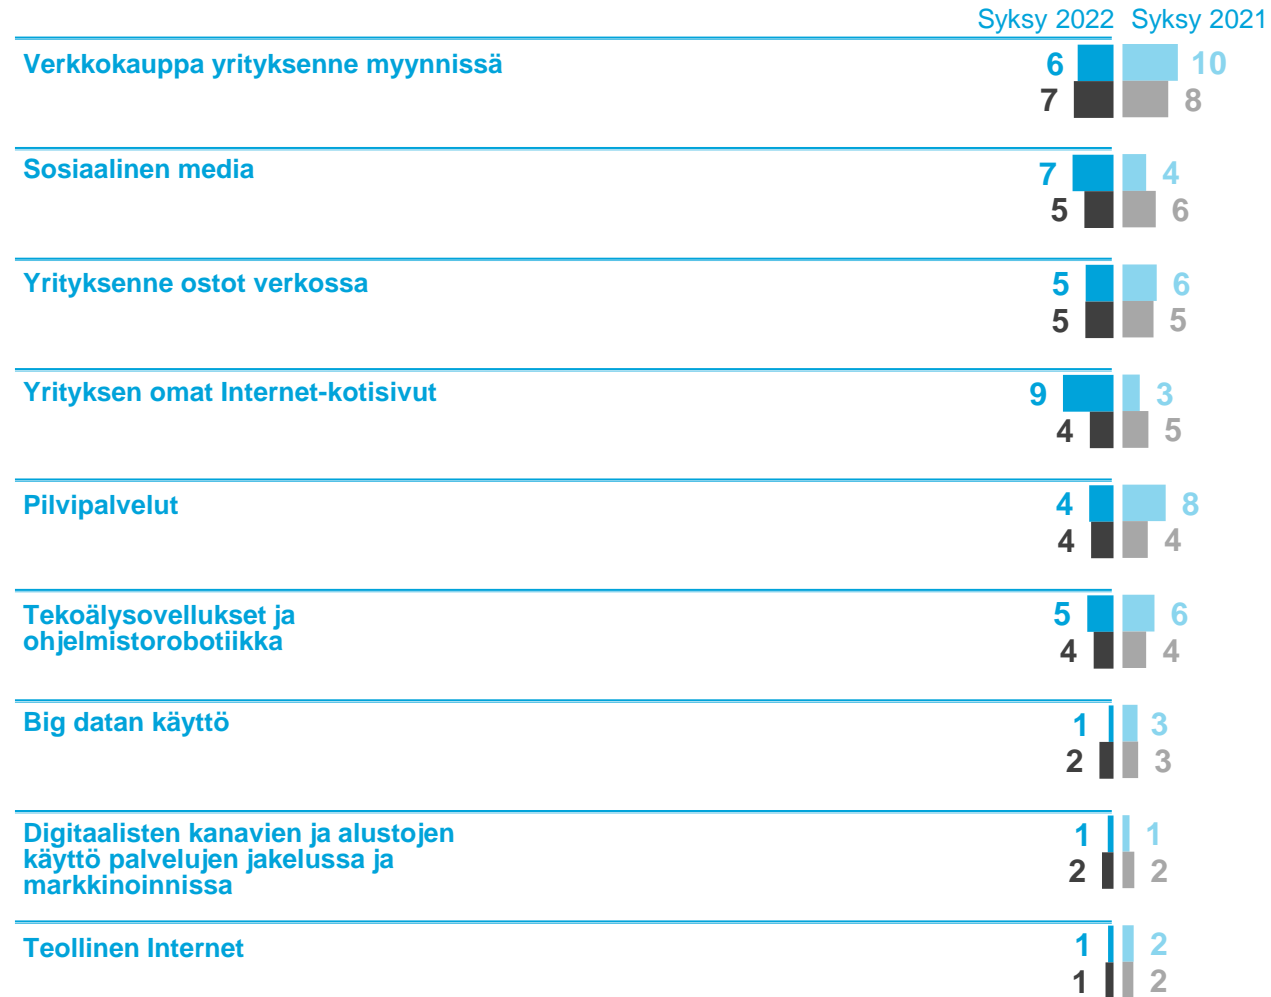 Syksy 2022 Syksy 2021
Verkkokauppa yrityksenne myynnissä
6 10
7 8
Sosiaalinen media
7 4
5 6
Yrityksenne ostot verkossa
5 6
5 5
Yrityksen omat Internet-kotisivut
9 3
4 5
Pilvipalvelut
4 8
4 4
Tekoälysovellukset ja
ohjelmistorobotiikka
5 6
4 4
Big datan käyttö
1 3
2 3
Digitaalisten kanavien ja alustojen
käyttö palvelujen jakelussa ja
markkinoinnissa
1 1
2 2
Teollinen Internet
1 2
1 2